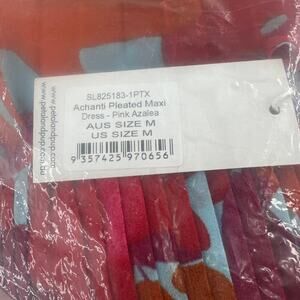 SL825183-1PTX
Achanti Pleated Maxi
Dress - Pink Azalea
AUS SIZE M
US SIZE M
9 357425 970656